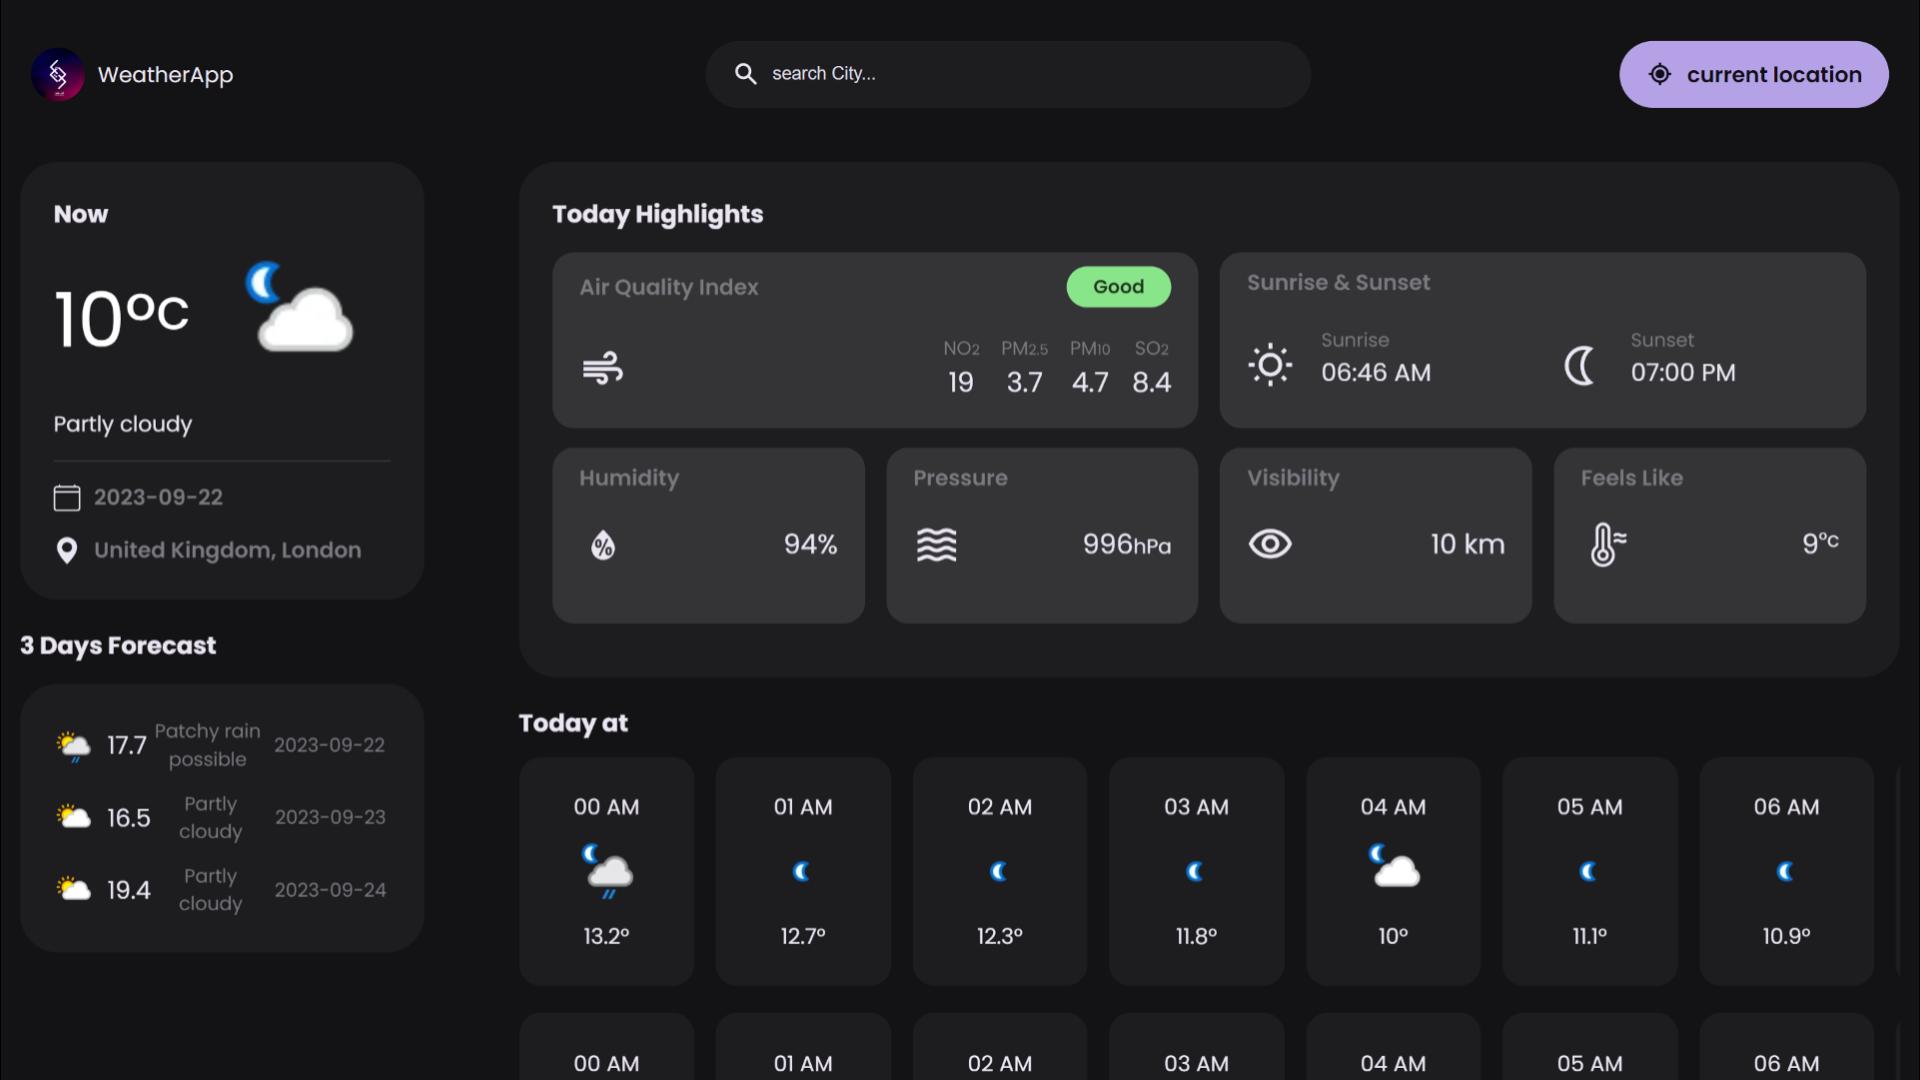 WeatherApp
search City...
current location
Now
10°c
Partly cloudy
2023-09-22
United Kingdom, London
3 Days Forecast
17.7 Patchy rain possible 2023-09-22
16.5 Partly cloudy 2023-09-23
19.4 Partly cloudy 2023-09-24
Today Highlights
Air Quality Index
Good
NO2 PM2.5 PM10 SO2
19 3.7 4.7 8.4
Sunrise & Sunset
Sunrise
06:46 AM
Sunset
07:00 PM
Humidity
%
94%
Pressure
996hPa
Visibility
10 km
Feels Like
9°c
Today at
00 AM 01 AM 02 AM 03 AM 04 AM 05 AM 06 AM
13.2° 12.7° 12.3° 11.8° 10° 11.1° 10.9°
00 AM 01 AM 02 AM 03 AM 04 AM 05 AM 06 AM